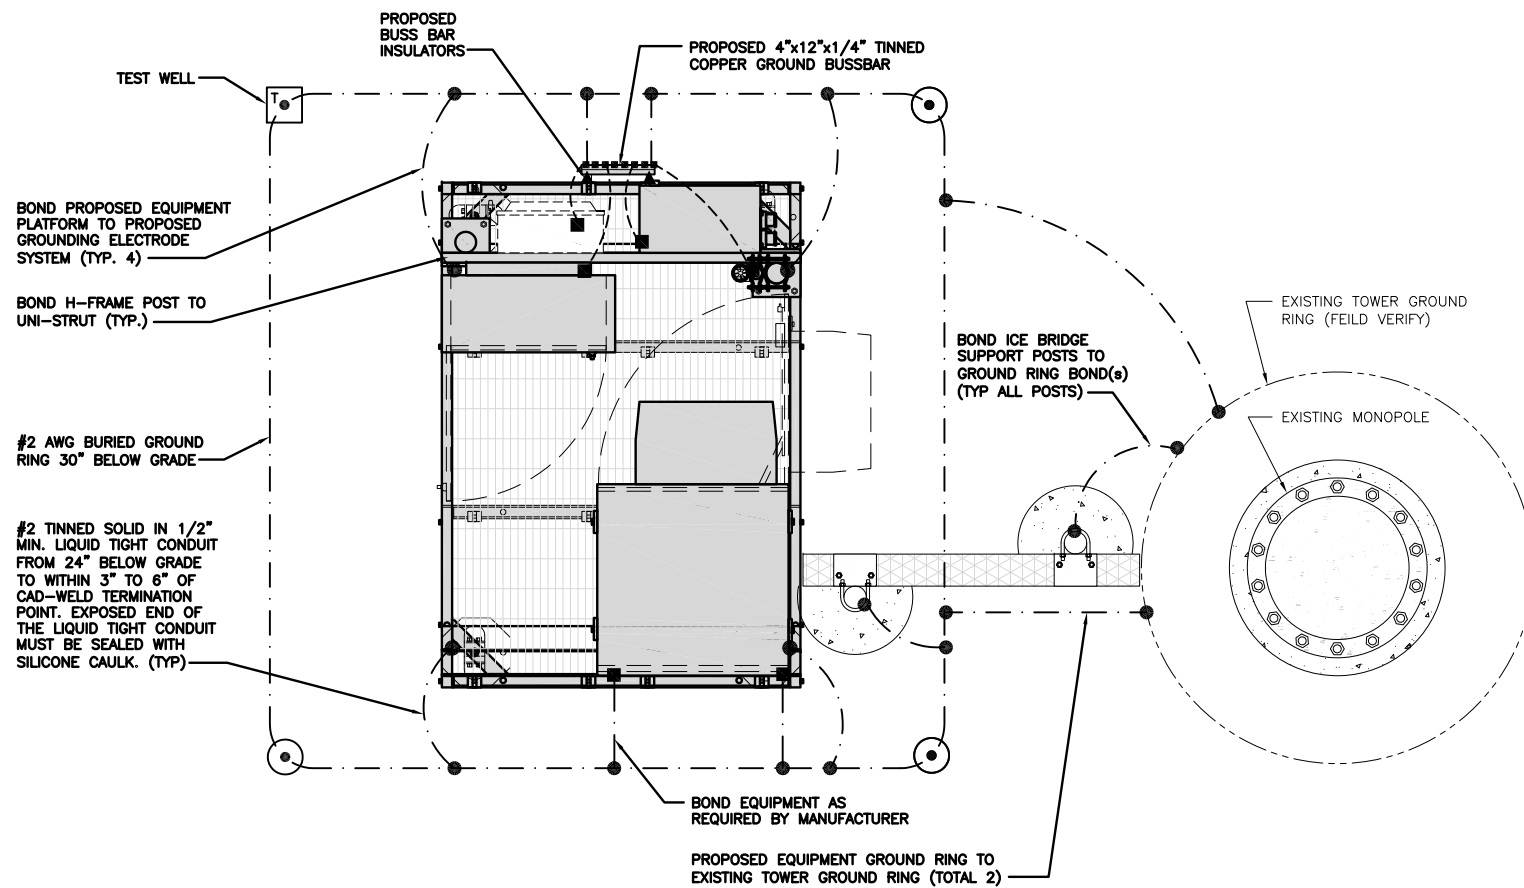 PROPOSED
BUSS BAR
INSULATORS
PROPOSED 4"x12"x1/4" TINNED
COPPER GROUND BUSSBAR
TEST WELL
T
BOND PROPOSED EQUIPMENT
PLATFORM TO PROPOSED
GROUNDING ELECTRODE
SYSTEM (TYP. 4)
BOND H-FRAME POST TO
UNI-STRUT (TYP.)
EXISTING TOWER GROUND
RING (FEILD VERIFY)
BOND ICE BRIDGE
SUPPORT POSTS TO
GROUND RING BOND(s)
(TYP ALL POSTS)
EXISTING MONOPOLE
#2 AWG BURIED GROUND
RING 30" BELOW GRADE
#2 TINNED SOLID IN 1/2"
MIN. LIQUID TIGHT CONDUIT
FROM 24" BELOW GRADE
TO WITHIN 3" TO 6" OF
CAD-WELD TERMINATION
POINT. EXPOSED END OF
THE LIQUID TIGHT CONDUIT
MUST BE SEALED WITH
SILICONE CAULK. (TYP)
BOND EQUIPMENT AS
REQUIRED BY MANUFACTURER
PROPOSED EQUIPMENT GROUND RING TO
EXISTING TOWER GROUND RING (TOTAL 2)